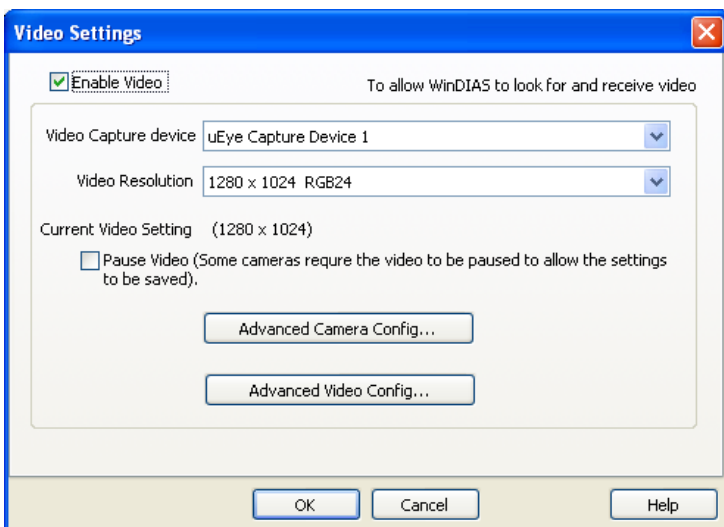 Video Settings
Enable Video
To allow WinDIAS to look for and receive video
Video Capture device uEye Capture Device 1
Video Resolution 1280 x 1024 RGB24
Current Video Setting (1280 x 1024)
Pause Video (Some cameras requre the video to be paused to allow the settings
to be saved).
Advanced Camera Config...
Advanced Video Config...
OK Cancel Help